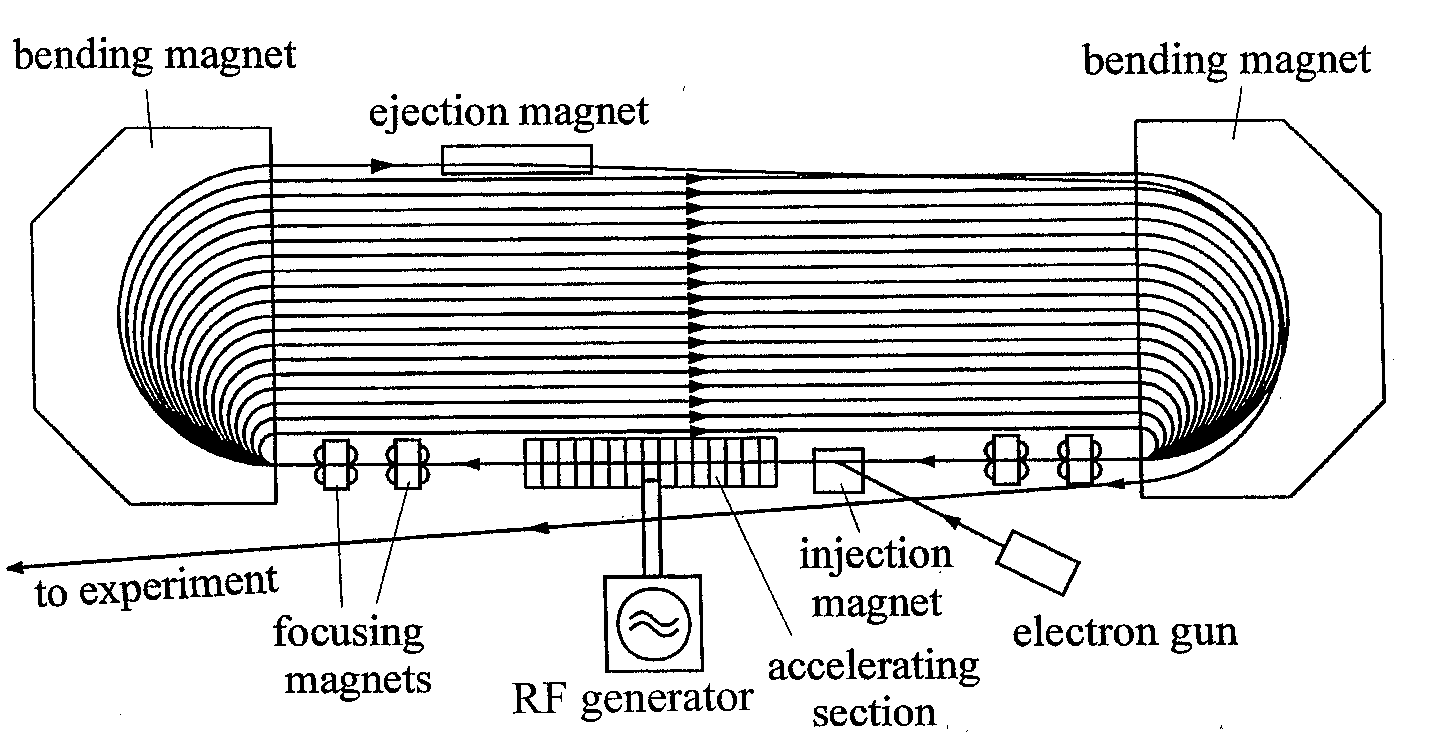 bending magnet
bending magnet
ejection magnet
to experiment
focusing
magnets
RF generator
accelerating
section
injection
magnet
electron gun